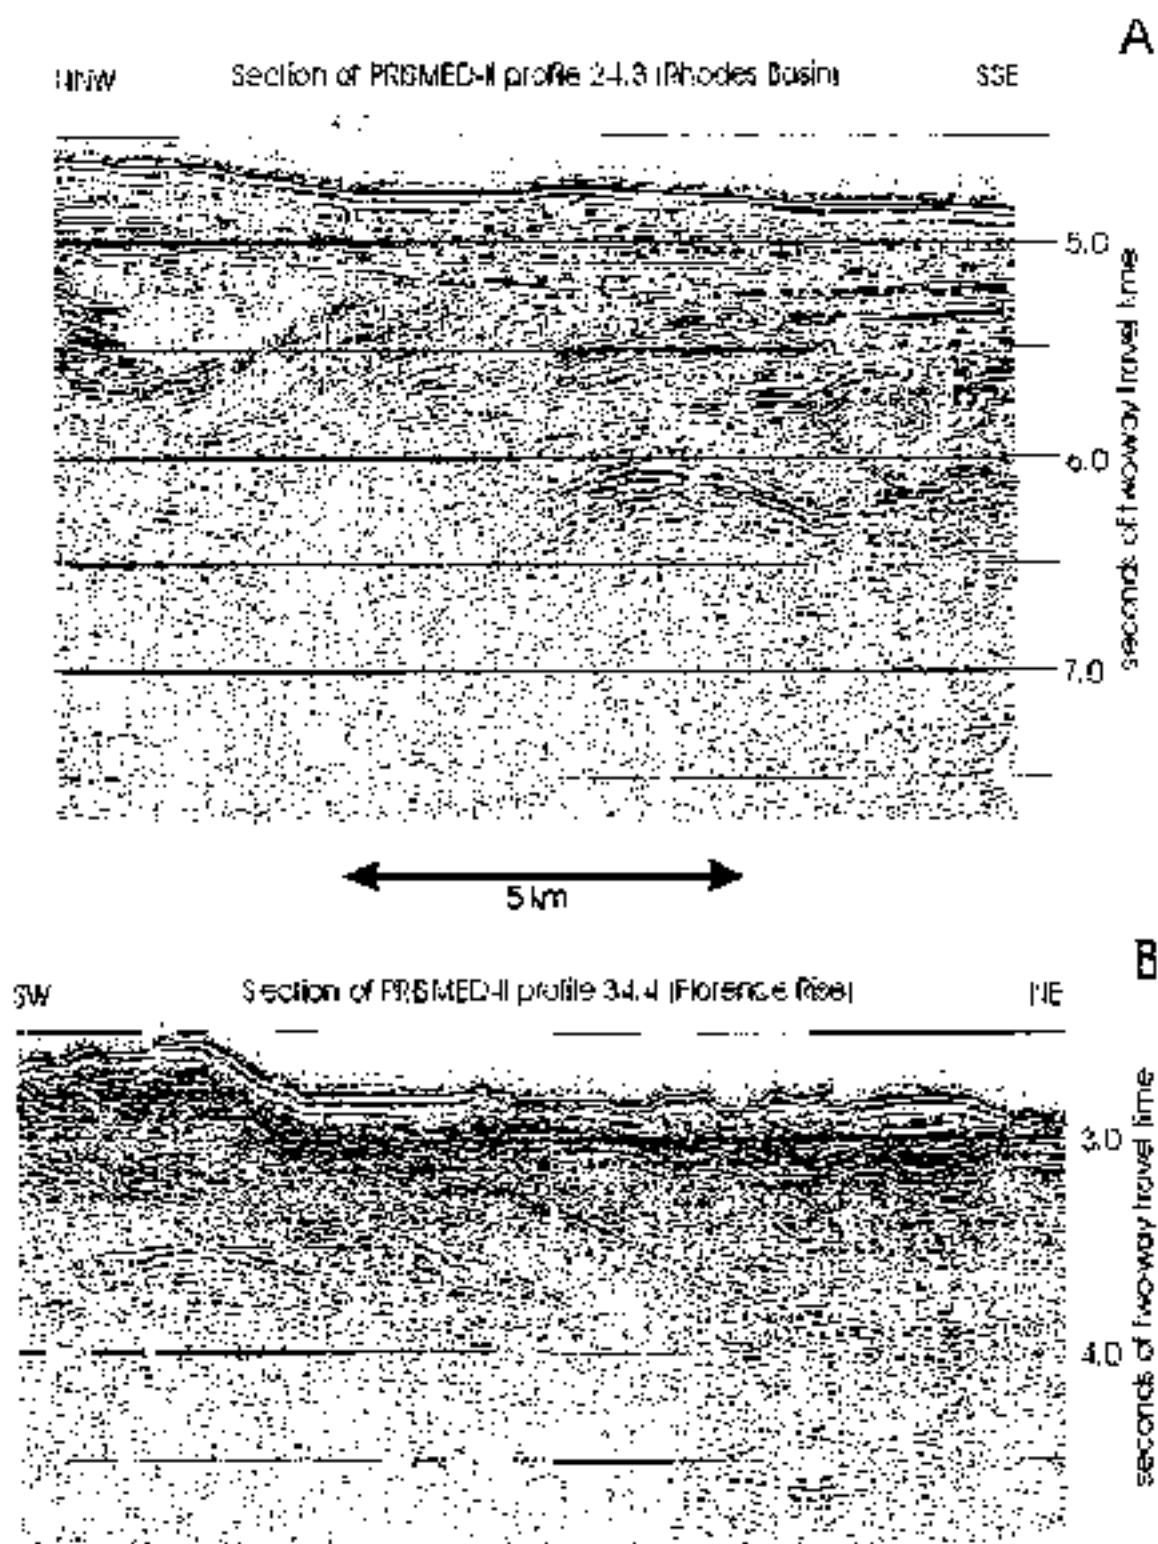 A
NNW Section of PRISMED-II profile 24.3 (Rhodes Basin) SSE
5.0
6.0
7.0
seconds of two-way travel time
5 km
B
SW Section of PRISMED-II profile 34.4 (Florence Rise) NE
3.0
4.0
seconds of two-way travel time